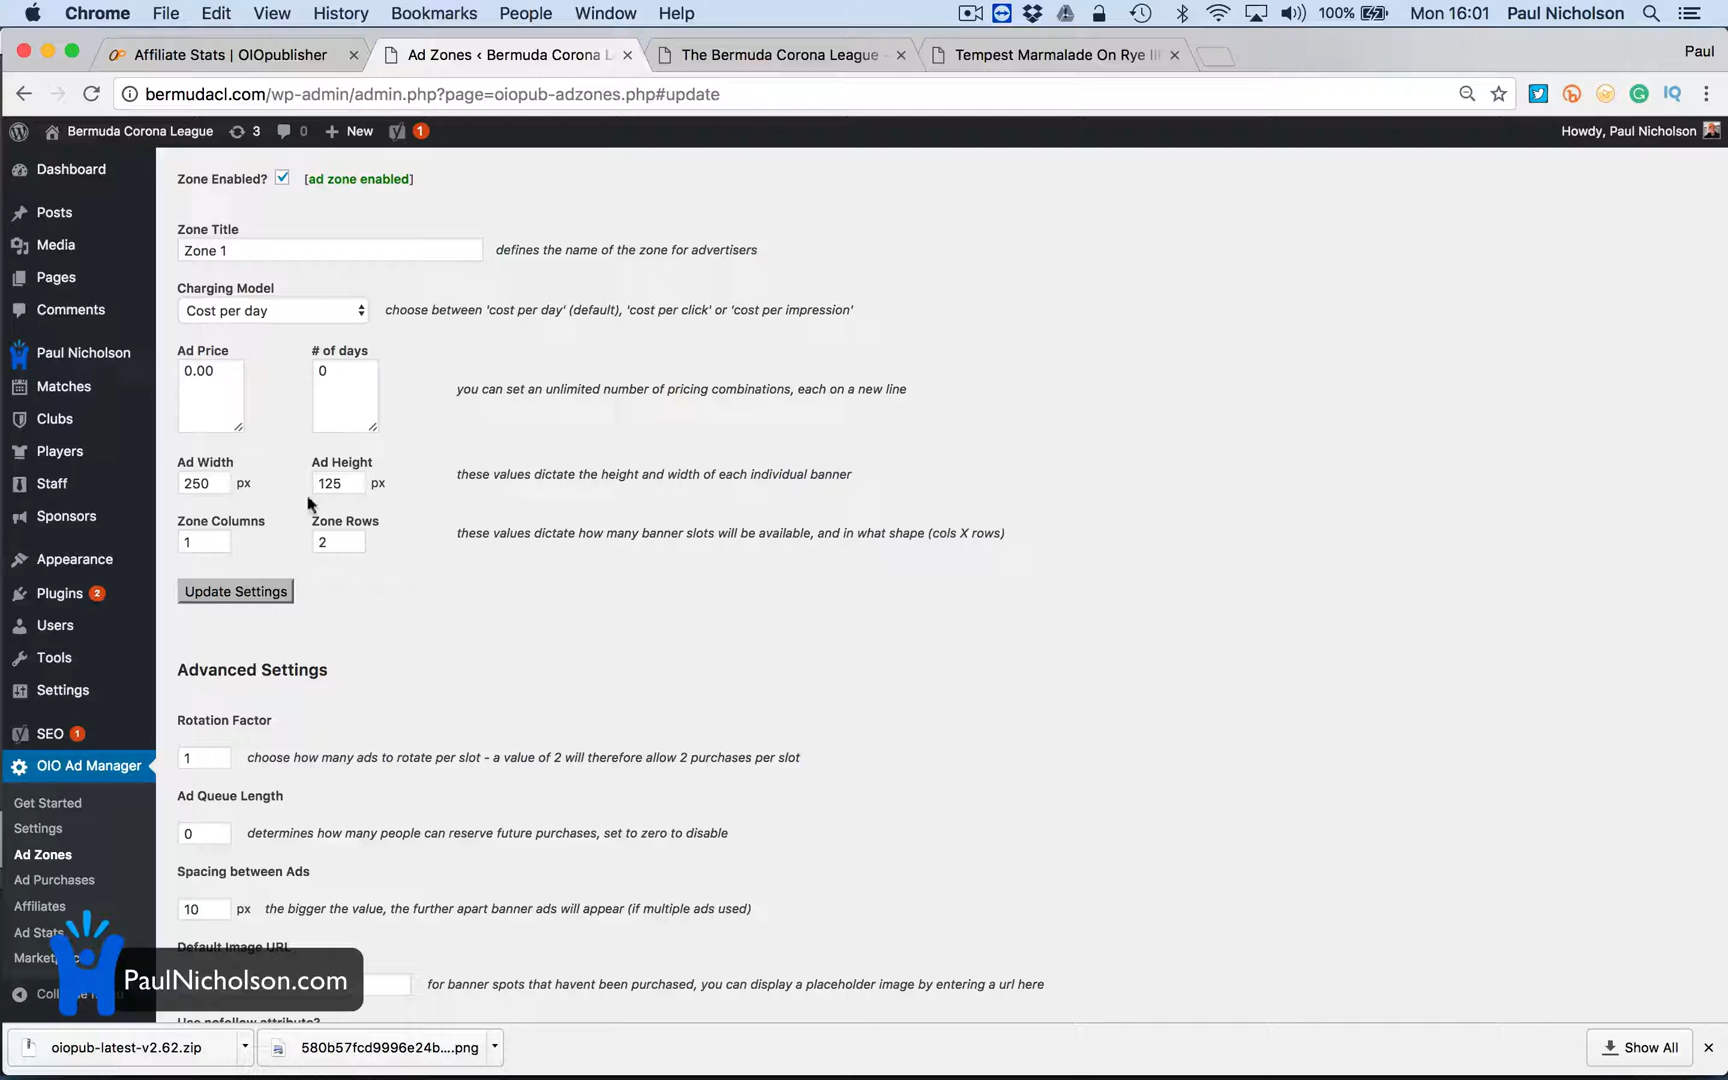 Chrome File Edit View History Bookmarks People Window Help 100% Mon 16:01 Paul Nicholson
Affiliate Stats | OIOpublisher
Ad Zones ‹ Bermuda Corona L
The Bermuda Corona League -
Tempest Marmalade On Rye II
Paul
bermudacl.com/wp-admin/admin.php?page=oiopub-adzones.php#update
Bermuda Corona League 3 0 New 1 Howdy, Paul Nicholson
Dashboard
Posts
Media
Pages
Comments
Paul Nicholson
Matches
Clubs
Players
Staff
Sponsors
Appearance
Plugins 2
Users
Tools
Settings
SEO 1
OIO Ad Manager
Get Started
Settings
Ad Zones
Ad Purchases
Affiliates
Ad Stats
Zone Enabled? [ad zone enabled]
Zone Title
Zone 1 defines the name of the zone for advertisers
Charging Model
Cost per day choose between 'cost per day' (default), 'cost per click' or 'cost per impression'
Ad Price # of days
0.00 0
you can set an unlimited number of pricing combinations, each on a new line
Ad Width Ad Height
250 px 125 px these values dictate the height and width of each individual banner
Zone Columns Zone Rows
1 2 these values dictate how many banner slots will be available, and in what shape (cols X rows)
Update Settings
Advanced Settings
Rotation Factor
1 choose how many ads to rotate per slot - a value of 2 will therefore allow 2 purchases per slot
Ad Queue Length
0 determines how many people can reserve future purchases, set to zero to disable
Spacing between Ads
10 px the bigger the value, the further apart banner ads will appear (if multiple ads used)
Default Image URL
for banner spots that havent been purchased, you can display a placeholder image by entering a url here
Use nofollow attribute?
PaulNicholson.com
oiopub-latest-v2.62.zip
580b57fcd9996e24b....png
Show All